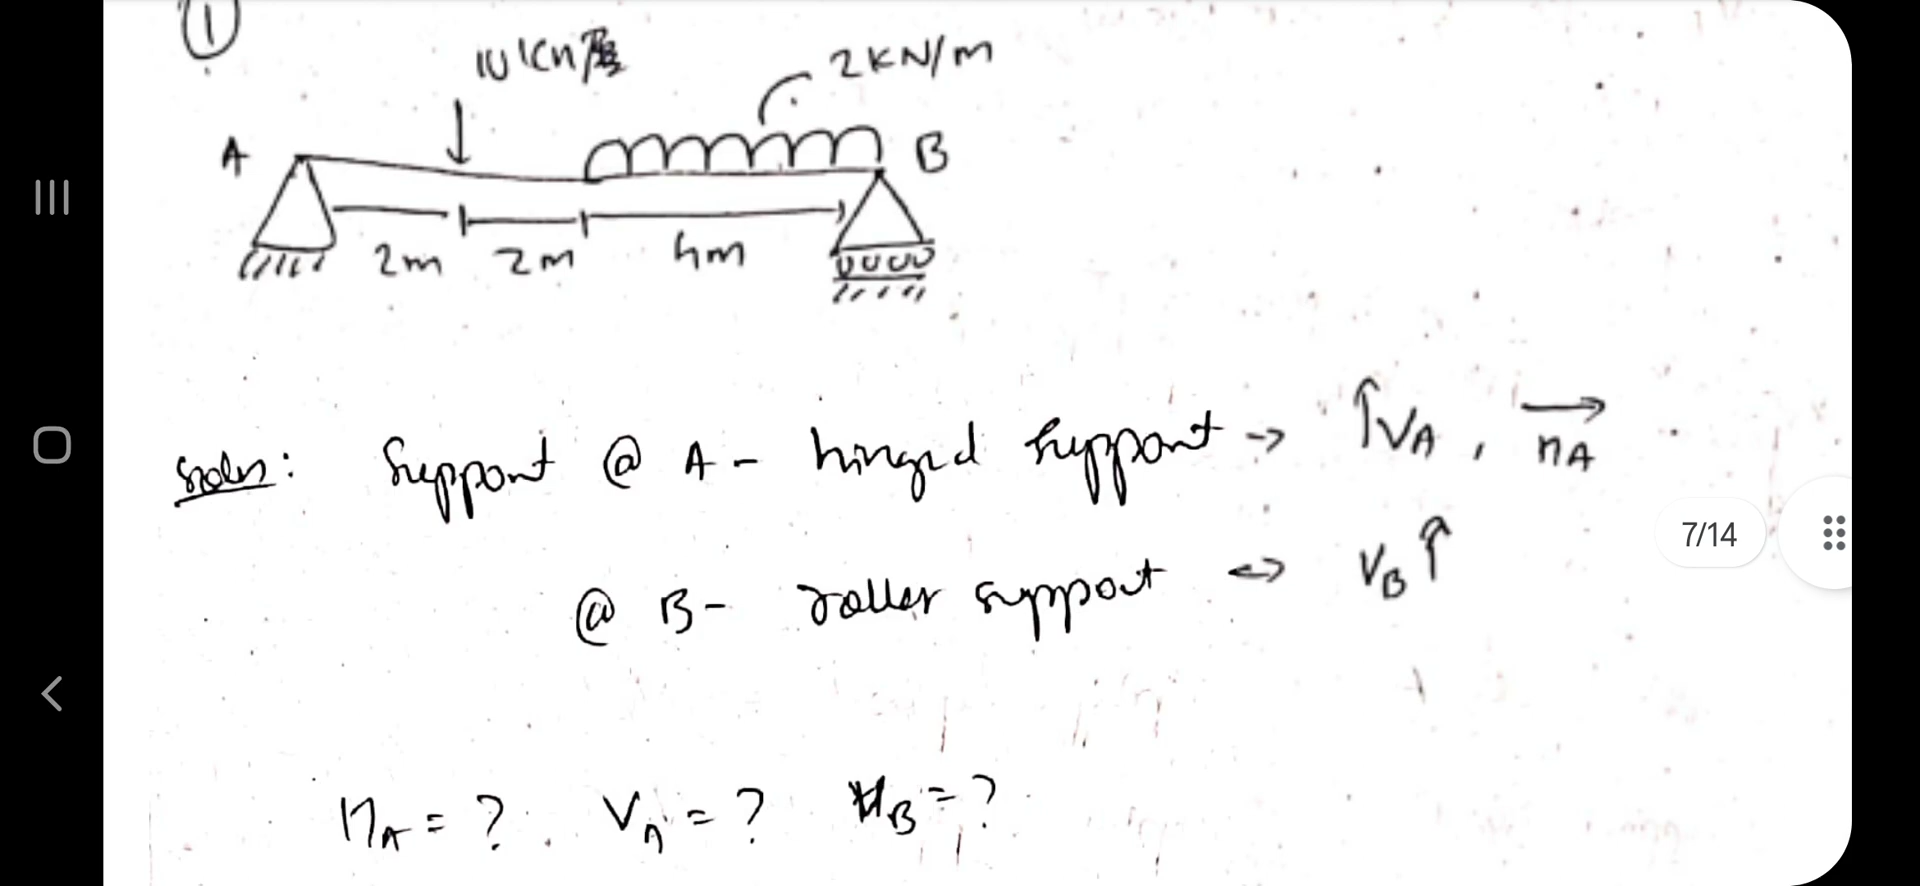 ①
10 kN
2 KN/m
A
B
2m 2m 4m
Soln: Support @ A - hinged support → ↑VA, HA
@ B - roller support ↔ VB↑
7/14
HA = ? VA = ? VB = ?